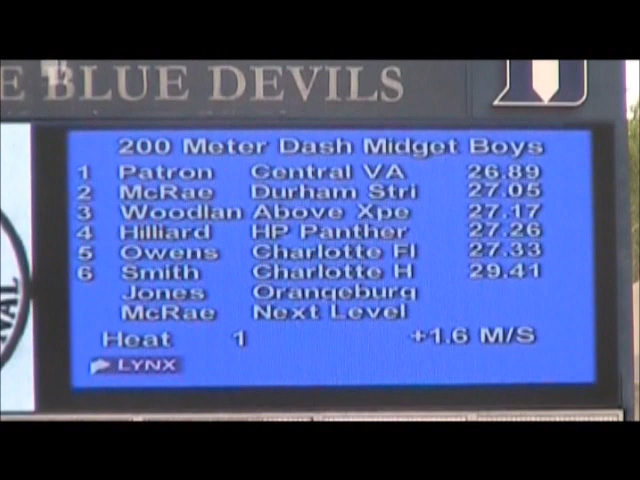 E BLUE DEVILS
200 Meter Dash Midget Boys
1 Patron Central VA 26.89
2 McRae Durham Stri 27.05
3 Woodlan Above Xpe 27.17
4 Hilliard HP Panther 27.26
5 Owens Charlotte Fl 27.33
6 Smith Charlotte H 29.41
Jones Orangeburg
McRae Next Level
Heat 1 +1.6 M/S
LYNX
NAL